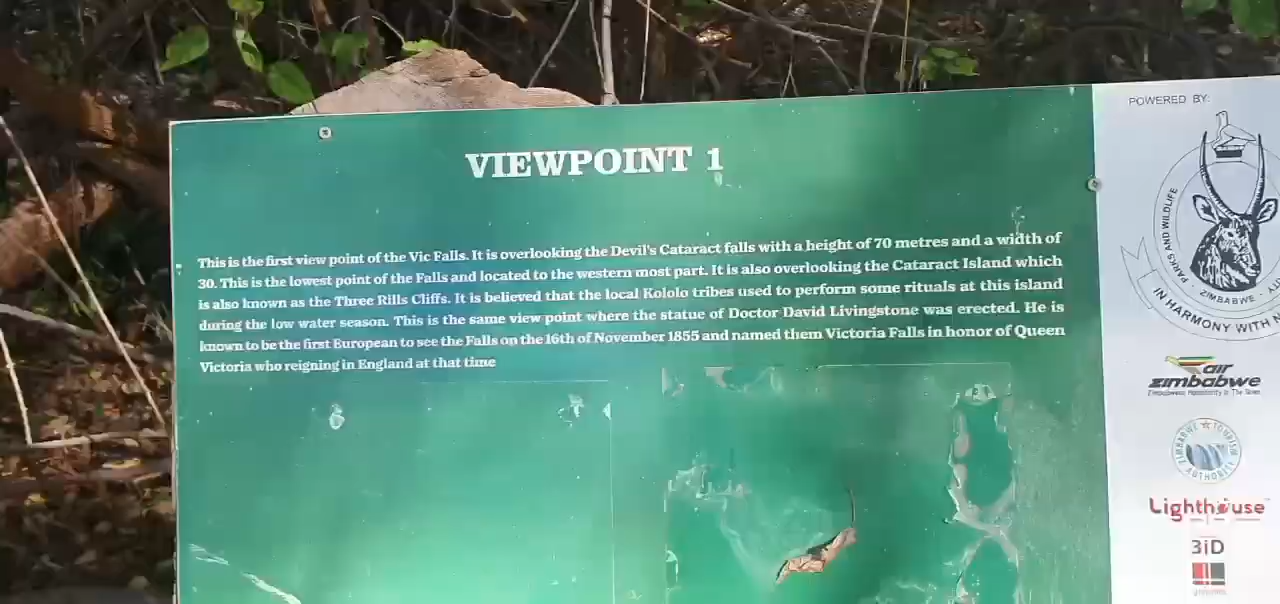 VIEWPOINT 1
This is the first view point of the Vic Falls. It is overlooking the Devil's Cataract falls with a height of 70 metres and a width of
30. This is the lowest point of the Falls and located to the western most part. It is also overlooking the Cataract Island which
is also known as the Three Rills Cliffs. It is believed that the local Kololo tribes used to perform some rituals at this island
during the low water season. This is the same view point where the statue of Doctor David Livingstone was erected. He is
known to be the first European to see the Falls on the 16th of November 1855 and named them Victoria Falls in honor of Queen
Victoria who reigning in England at that time
POWERED BY:
PARKS AND WILDLIFE
· ZIMBABWE ·
IN HARMONY WITH
air
zimbabwe
ZIMBABWE TOURISM
AUTHORITY
Lighthouse
3iD